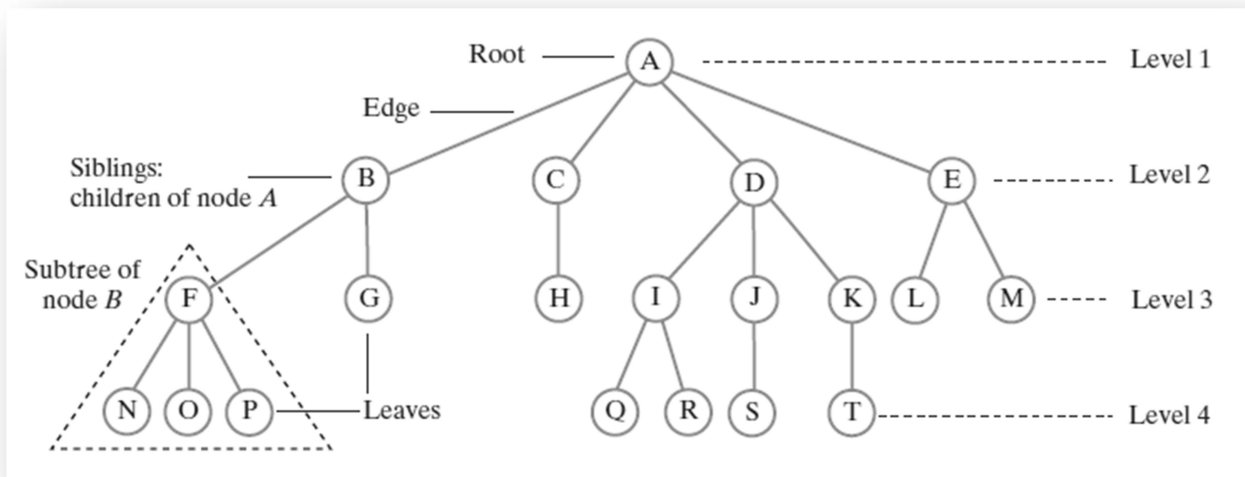 Root
A
Level 1
Edge
Siblings:
children of node A
B
C
D
E
Level 2
Subtree of
node B
F
G
H
I
J
K
L
M
Level 3
N
O
P
Leaves
Q
R
S
T
Level 4